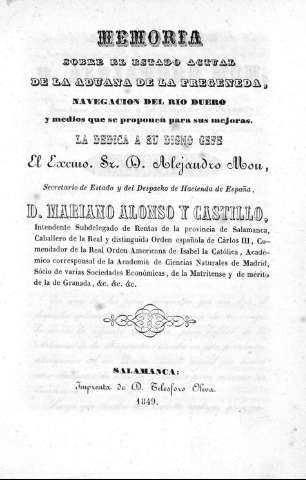 MEMORIA
SOBRE EL ESTADO ACTUAL
DE LA ADUANA DE LA FREGENEDA,
NAVEGACION DEL RIO DUERO
y medios que se proponen para sus mejoras.
LA DEDICA A SU DIGNO GEFE
El Excmo. Sr. D. Alejandro Mon,
Secretario de Estado y del Despacho de Hacienda de España,
D. MARIANO ALONSO Y CASTILLO,
Intendente Subdelegado de Rentas de la provincia de Salamanca,
Caballero de la Real y distinguida Orden española de Cárlos III, Co-
mendador de la Real Orden Americana de Isabel la Católica, Acadé-
mico corresponsal de la Academia de Ciencias Naturales de Madrid,
Sócio de varias Sociedades Económicas, de la Matritense y de mérito
de la de Granada, &c. &c. &c.
SALAMANCA:
Imprenta de D. Telesforo Oliva.
1849.